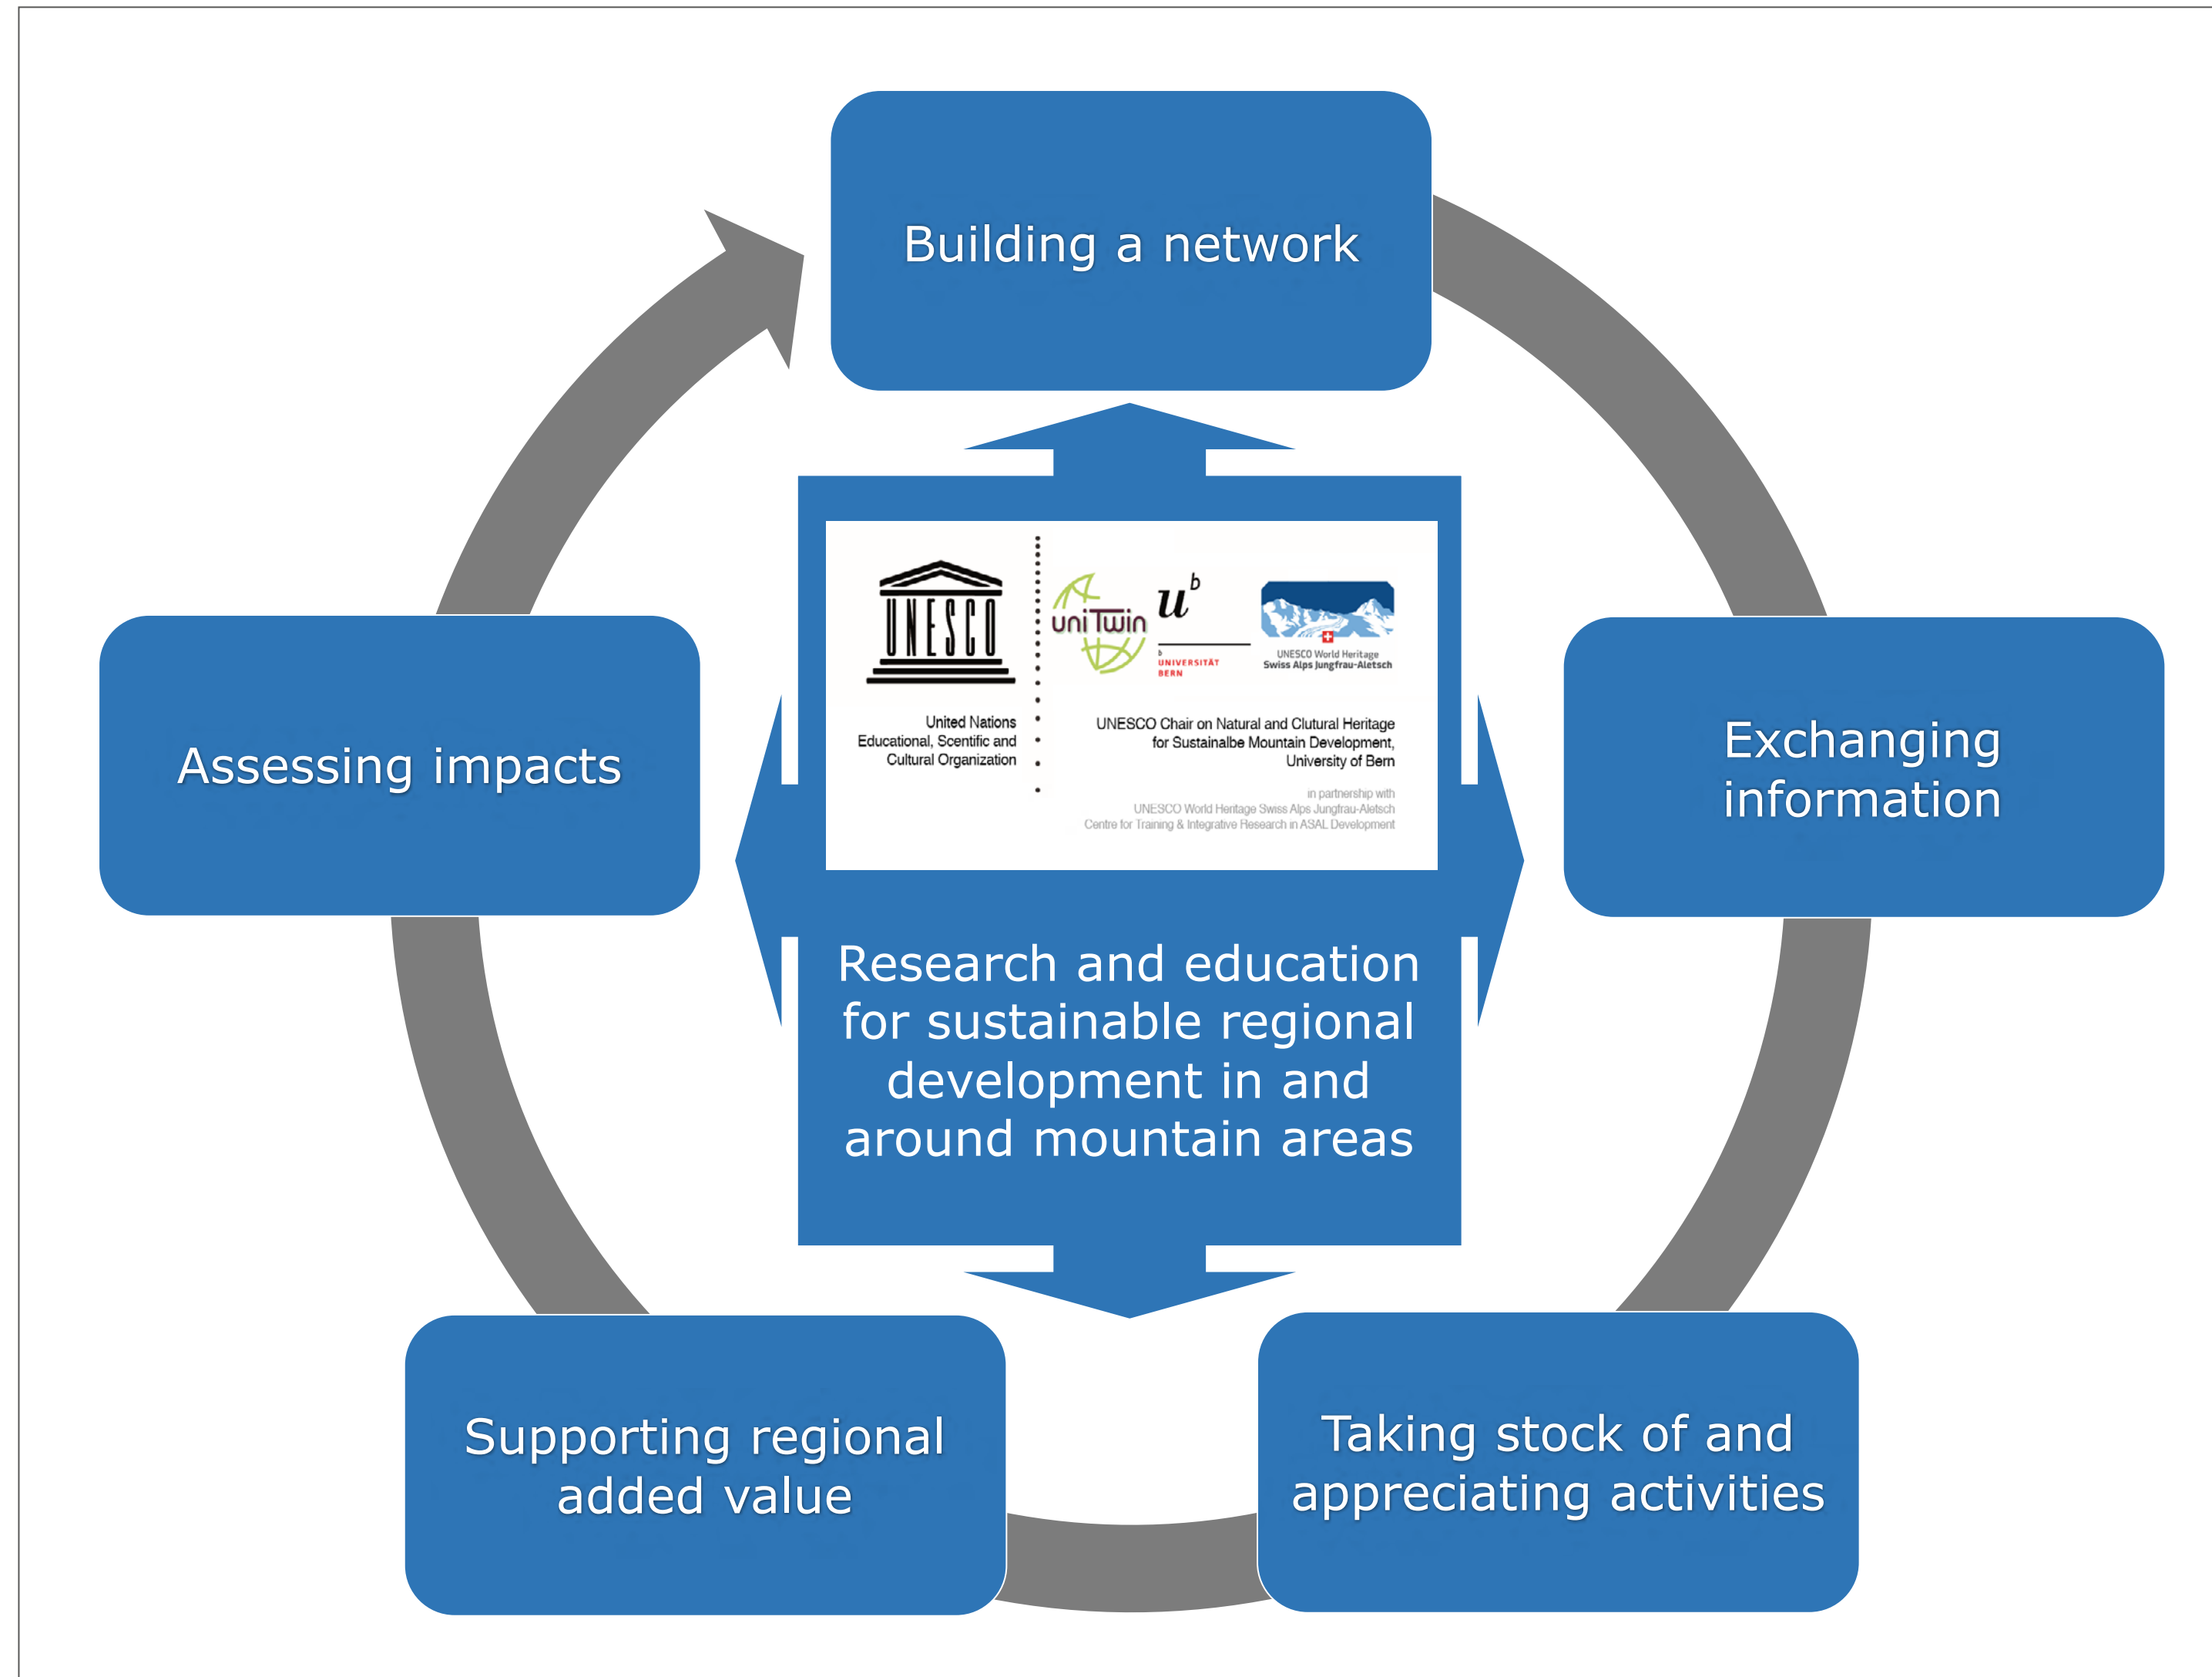 Building a network
UNESCO
uniTwin
u
b
b
UNIVERSITÄT
BERN
UNESCO World Heritage
Swiss Alps Jungfrau-Aletsch
United Nations
Educational, Scentific and
Cultural Organization
UNESCO Chair on Natural and Clutural Heritage
for Sustainalbe Mountain Development,
University of Bern
in partnership with
UNESCO World Heritage Swiss Alps Jungfrau-Aletsch
Centre for Training & Integrative Research in ASAL Development
Assessing impacts
Exchanging
information
Research and education
for sustainable regional
development in and
around mountain areas
Supporting regional
added value
Taking stock of and
appreciating activities